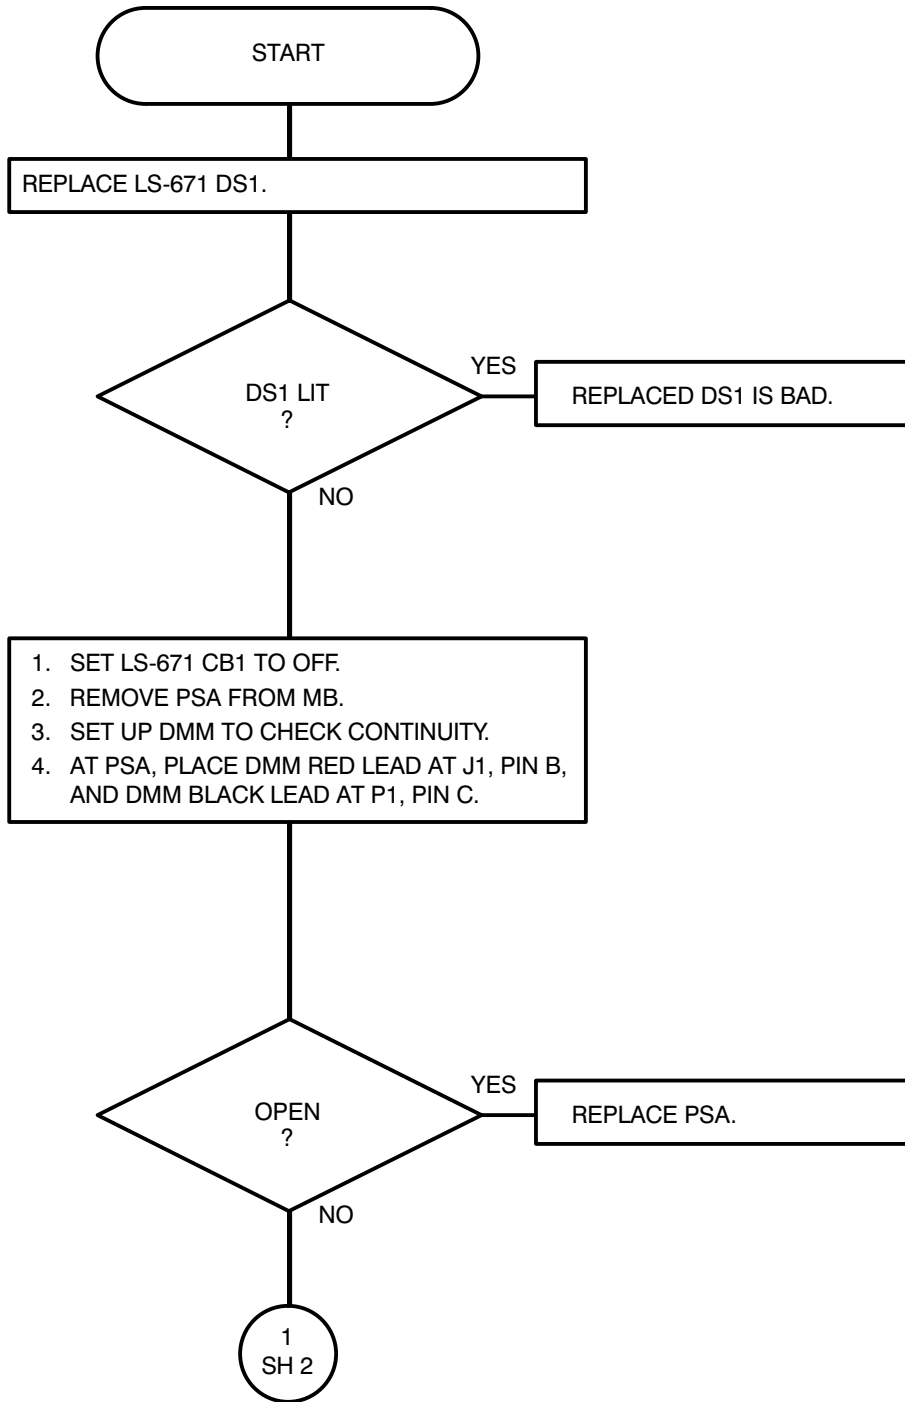 START
REPLACE LS-671 DS1.
DS1 LIT
?
YES
REPLACED DS1 IS BAD.
NO
1. SET LS-671 CB1 TO OFF.
2. REMOVE PSA FROM MB.
3. SET UP DMM TO CHECK CONTINUITY.
4. AT PSA, PLACE DMM RED LEAD AT J1, PIN B,
AND DMM BLACK LEAD AT P1, PIN C.
OPEN
?
YES
REPLACE PSA.
NO
1
SH 2